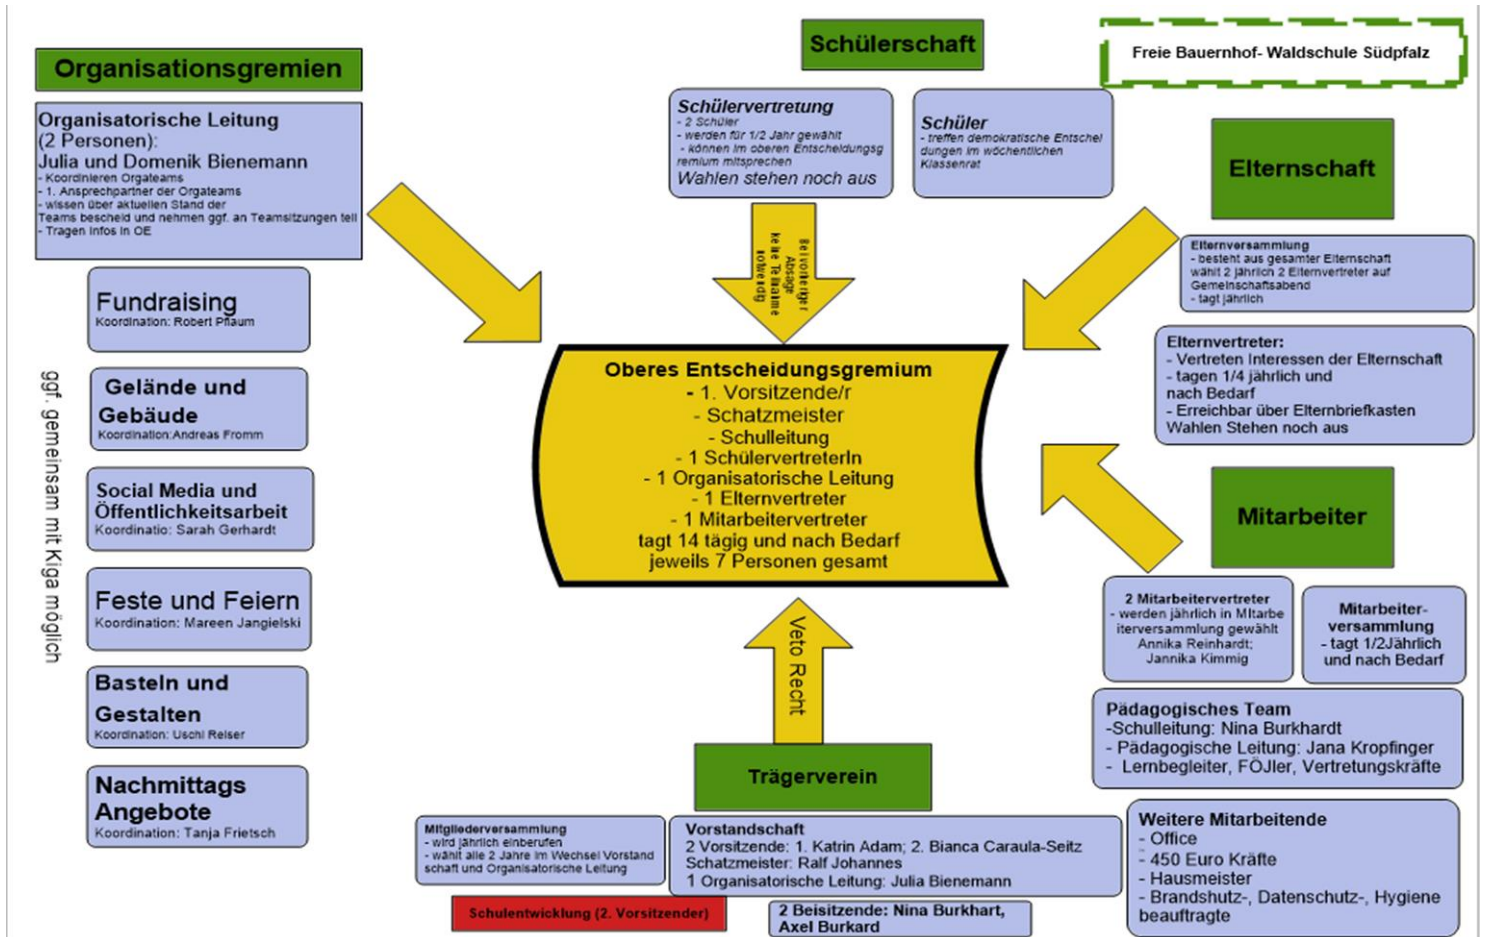 Organisationsgremien
Organisatorische Leitung
(2 Personen):
Julia und Domenik Bienemann
- Koordinieren Orgateams
- 1. Ansprechpartner der Orgateams
- wissen über aktuellen Stand der
Teams bescheid und nehmen ggf. an Teamsitzungen teil
- Tragen Infos in OE
Fundraising
Koordination: Robert Pflaum
Gelände und
Gebäude
Koordination:Andreas Fromm
Social Media und
Öffentlichkeitsarbeit
Koordinatio: Sarah Gerhardt
Feste und Feiern
Koordination: Mareen Jangielski
Basteln und
Gestalten
Koordination: Uschi Reiser
Nachmittags
Angebote
Koordination: Tanja Frietsch
ggf. gemeinsam mit Kiga möglich
Schülerschaft
Schülervertretung
- 2 Schüler
- werden für 1/2 Jahr gewählt
- können im oberen Entscheidungsg
remium mitsprechen
Wahlen stehen noch aus
Schüler
- treffen demokratische Entschei
dungen im wöchentlichen
Klassenrat
Bei vorheriger
Absage
keine Teilnahme
notwendig
Freie Bauernhof- Waldschule Südpfalz
Elternschaft
Elternversammlung
- besteht aus gesamter Elternschaft
wählt 2 jährlich 2 Elternvertreter auf
Gemeinschaftsabend
- tagt jährlich
Elternvertreter:
- Vertreten Interessen der Elternschaft
- tagen 1/4 jährlich und
nach Bedarf
- Erreichbar über Elternbriefkasten
Wahlen Stehen noch aus
Oberes Entscheidungsgremium
- 1. Vorsitzende/r
- Schatzmeister
- Schulleitung
- 1 SchülervertreterIn
- 1 Organisatorische Leitung
- 1 Elternvertreter
- 1 Mitarbeitervertreter
tagt 14 tägig und nach Bedarf
jeweils 7 Personen gesamt
Mitarbeiter
2 Mitarbeitervertreter
- werden jährlich in MItarbe
iterversammlung gewählt
Annika Reinhardt;
Jannika Kimmig
Mitarbeiter-
versammlung
- tagt 1/2Jährlich
und nach Bedarf
Pädagogisches Team
-Schulleitung: Nina Burkhardt
- Pädagogische Leitung: Jana Kropfinger
- Lernbegleiter, FÖJler, Vertretungskräfte
Weitere Mitarbeitende
- Office
- 450 Euro Kräfte
- Hausmeister
- Brandshutz-, Datenschutz-, Hygiene
beauftragte
Veto Recht
Trägerverein
Mitgliederversammlung
- wird jährlich einberufen
- wählt alle 2 Jahre im Wechsel Vorstand
schaft und Organisatorische Leitung
Vorstandschaft
2 Vorsitzende: 1. Katrin Adam; 2. Bianca Caraula-Seitz
Schatzmeister: Ralf Johannes
1 Organisatorische Leitung: Julia Bienemann
Schulentwicklung (2. Vorsitzender)
2 Beisitzende: Nina Burkhart,
Axel Burkard